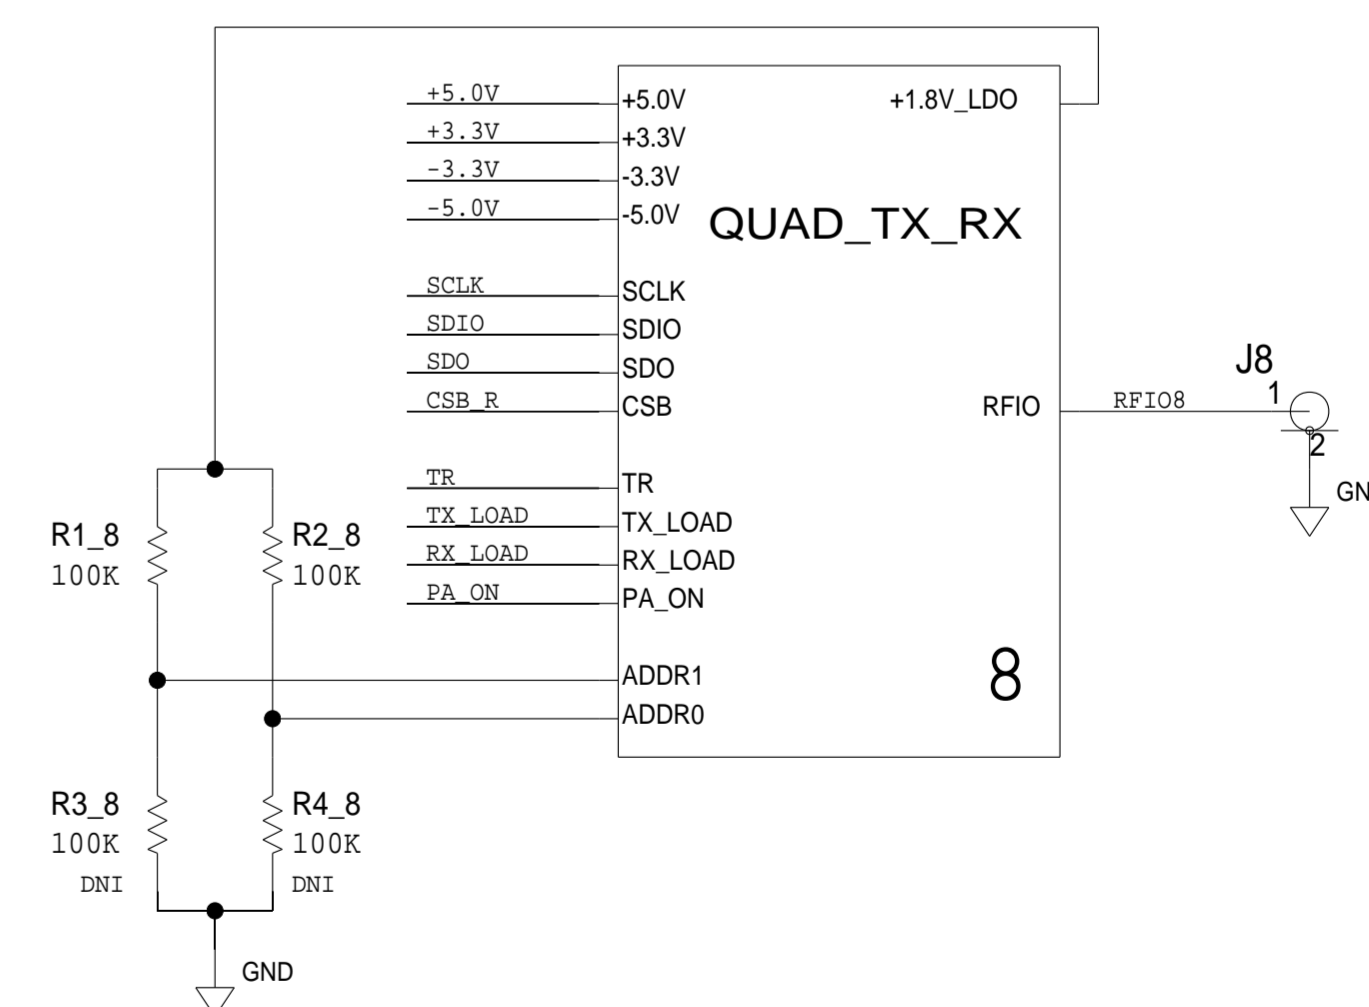 +5.0V +5.0V +1.8V_LDO
+3.3V +3.3V
-3.3V -3.3V
-5.0V -5.0V
QUAD_TX_RX
SCLK SCLK
SDIO SDIO
SDO SDO
CSB_R CSB RFIO RFIO8
J8
1
2
GN
TR TR
TX_LOAD TX_LOAD
RX_LOAD RX_LOAD
PA_ON PA_ON
R1_8 R2_8
100K 100K
ADDR1
ADDR0
8
R3_8 R4_8
100K 100K
DNI DNI
GND